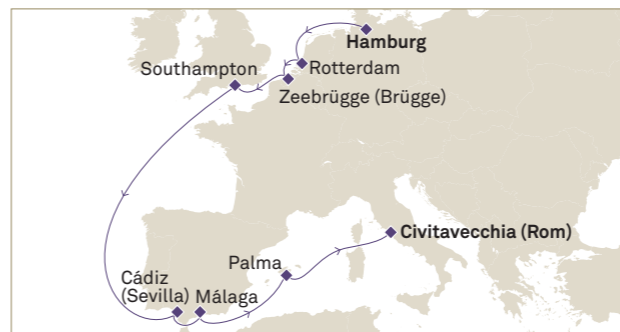 Hamburg
Southampton
Rotterdam
Zeebrügge (Brügge)
Civitavecchia (Rom)
Palma
Cádiz
(Sevilla)
Málaga